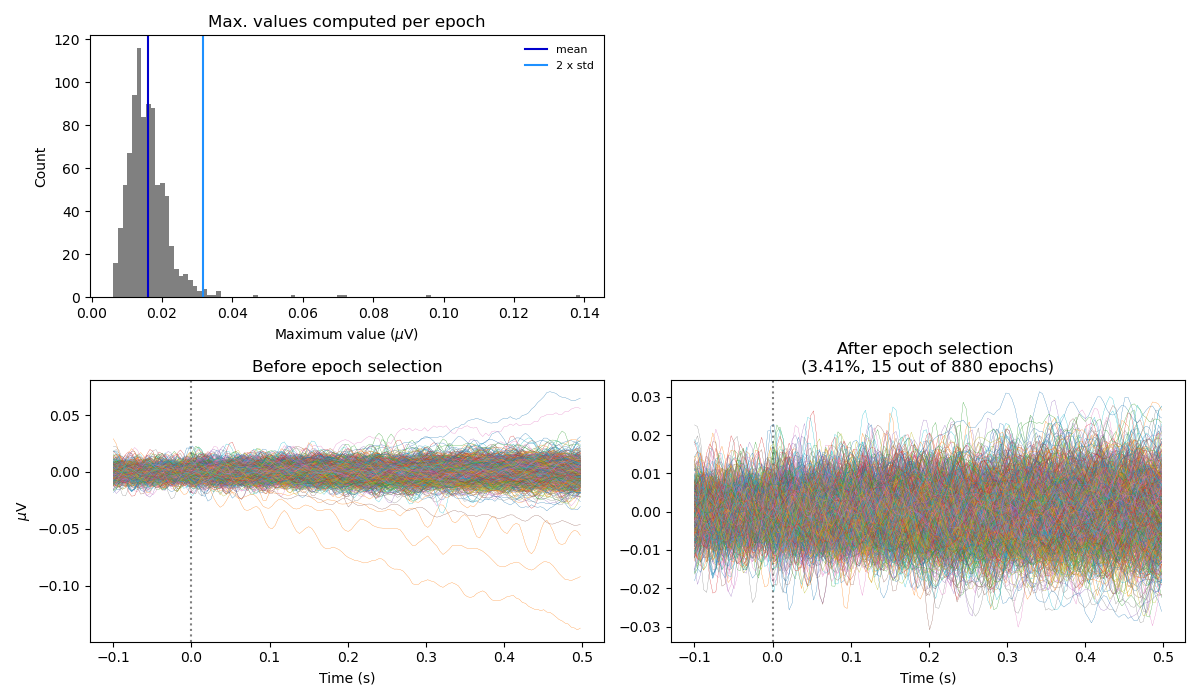 Max. values computed per epoch
120
100
80
60
40
20
0
Count
mean
2 x std
0.00 0.02 0.04 0.06 0.08 0.10 0.12 0.14
Maximum value (μV)
Before epoch selection
0.05
0.00
−0.05
−0.10
μV
−0.1 0.0 0.1 0.2 0.3 0.4 0.5
Time (s)
After epoch selection
(3.41%, 15 out of 880 epochs)
0.03
0.02
0.01
0.00
−0.01
−0.02
−0.03
−0.1 0.0 0.1 0.2 0.3 0.4 0.5
Time (s)